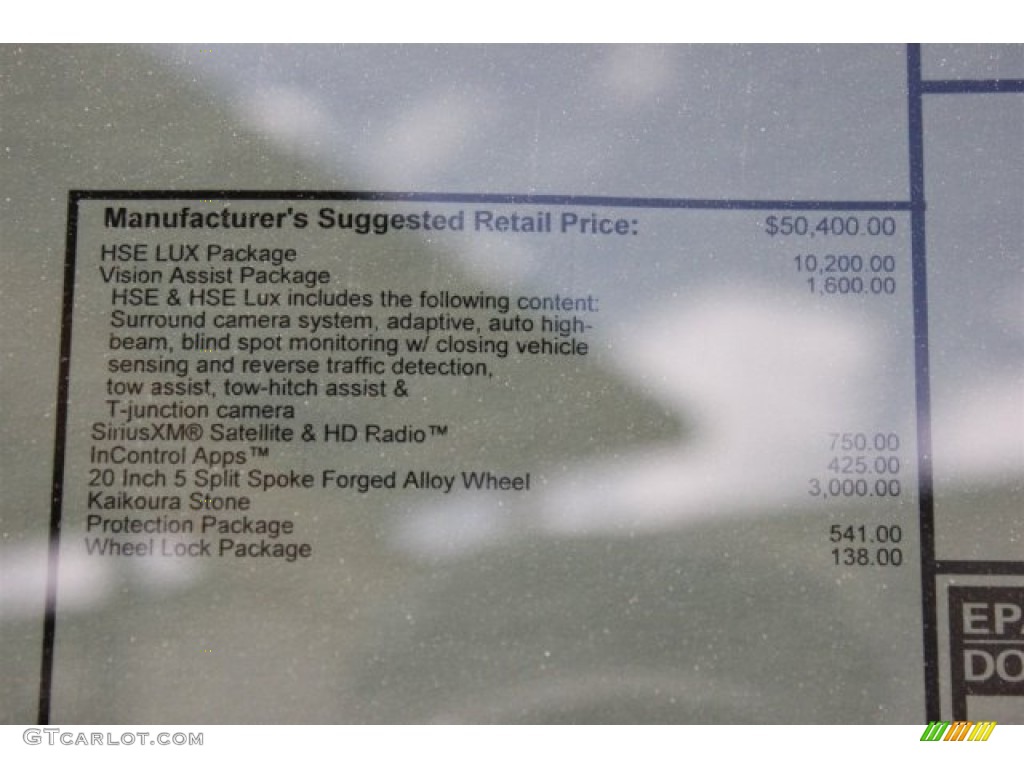 Manufacturer's Suggested Retail Price: $50,400.00
HSE LUX Package 10,200.00
Vision Assist Package 1,600.00
HSE & HSE Lux includes the following content:
Surround camera system, adaptive, auto high-
beam, blind spot monitoring w/ closing vehicle
sensing and reverse traffic detection,
tow assist, tow-hitch assist &
T-junction camera
SiriusXM® Satellite & HD Radio™ 750.00
InControl Apps™ 425.00
20 Inch 5 Split Spoke Forged Alloy Wheel 3,000.00
Kaikoura Stone
Protection Package 541.00
Wheel Lock Package 138.00
EPA
DO
GTcarlot.com